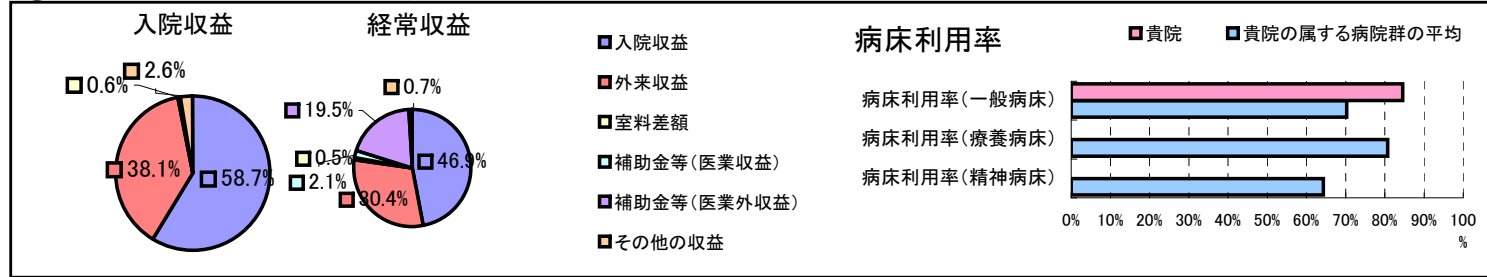 入院収益
2.6%
0.6%
38.1%
58.7%
経常収益
0.7%
19.5%
0.5%
2.1%
46.9%
30.4%
入院収益
外来収益
室料差額
補助金等(医業収益)
補助金等(医業外収益)
その他の収益
病床利用率
貴院 貴院の属する病院群の平均
病床利用率(一般病床)
病床利用率(療養病床)
病床利用率(精神病床)
0% 10% 20% 30% 40% 50% 60% 70% 80% 90% 100
%